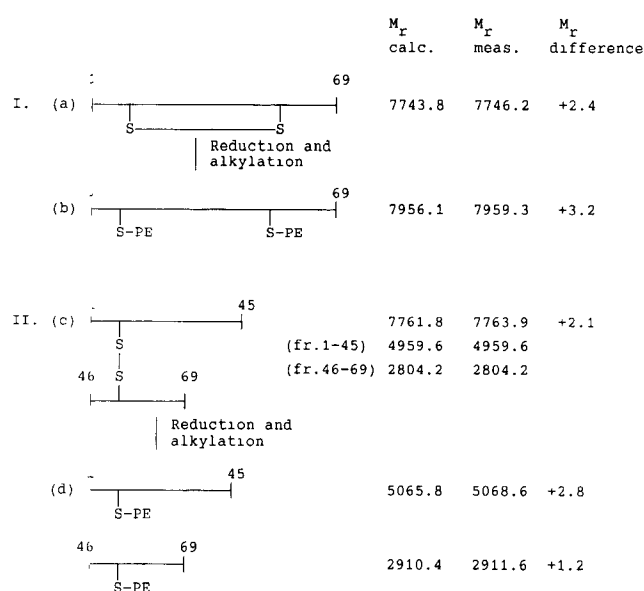 M_r M_r M_r
calc. meas. difference
69
I. (a) 7743.8 7746.2 +2.4
S S
Reduction and
alkylation
69
(b) 7956.1 7959.3 +3.2
S-PE S-PE
45
II. (c) 7761.8 7763.9 +2.1
S (fr.1-45) 4959.6 4959.6
46 S 69 (fr.46-69) 2804.2 2804.2
Reduction and
alkylation
45
(d) 5065.8 5068.6 +2.8
S-PE
46 69
2910.4 2911.6 +1.2
S-PE